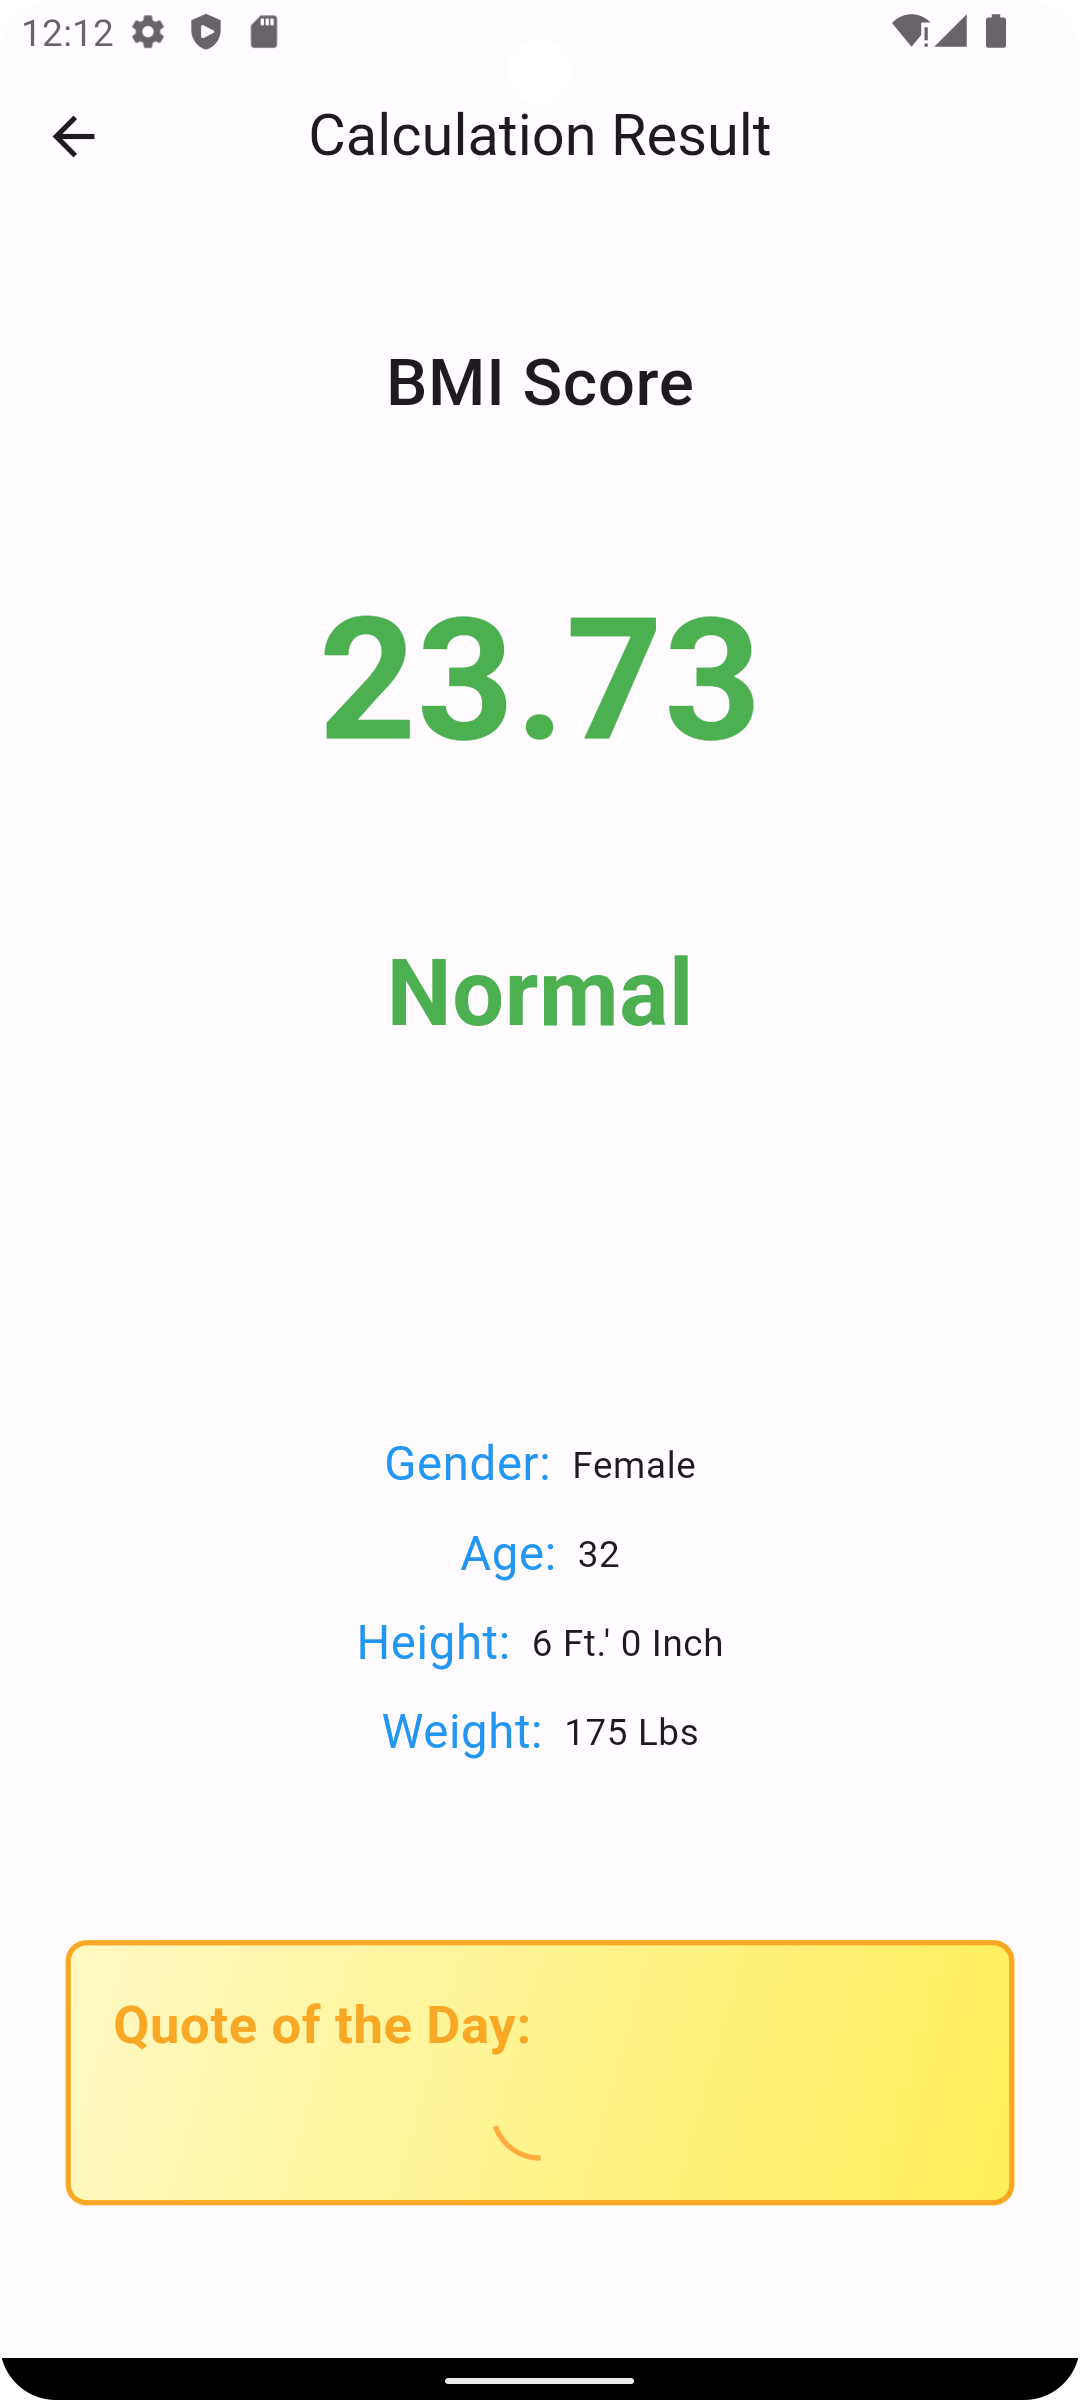 12:12
Calculation Result
BMI Score
23.73
Normal
Gender: Female
Age: 32
Height: 6 Ft.' 0 Inch
Weight: 175 Lbs
Quote of the Day: